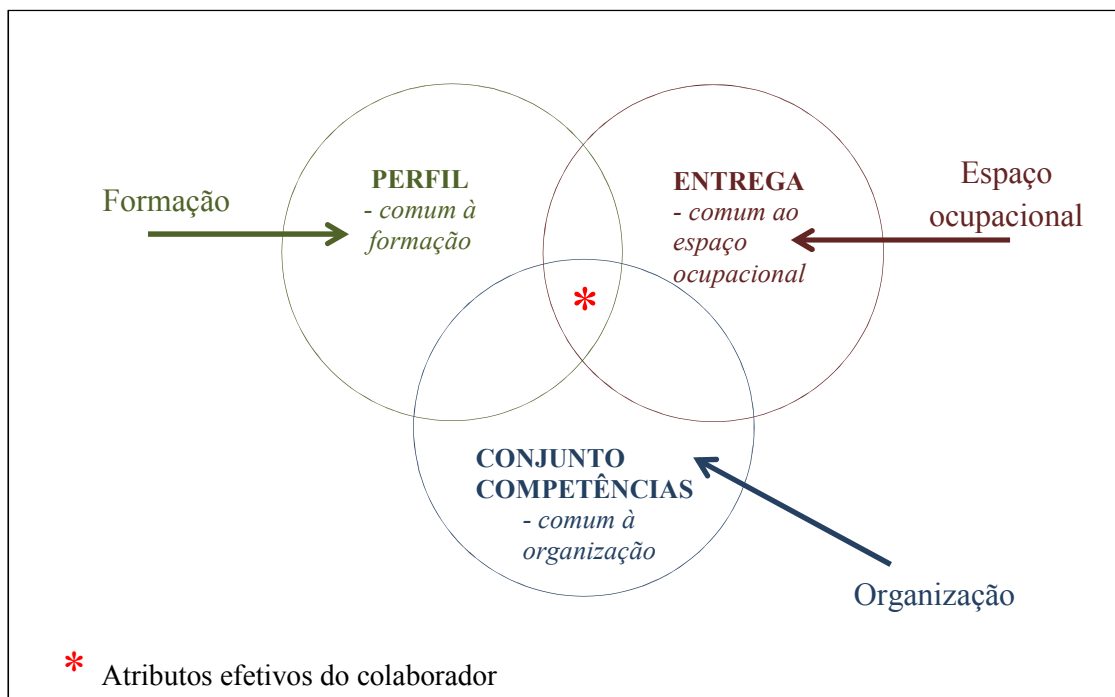 Formação
PERFIL
- comum à
formação
ENTREGA
- comum ao
espaço
ocupacional
Espaço
ocupacional
*
CONJUNTO
COMPETÊNCIAS
- comum à
organização
Organização
* Atributos efetivos do colaborador